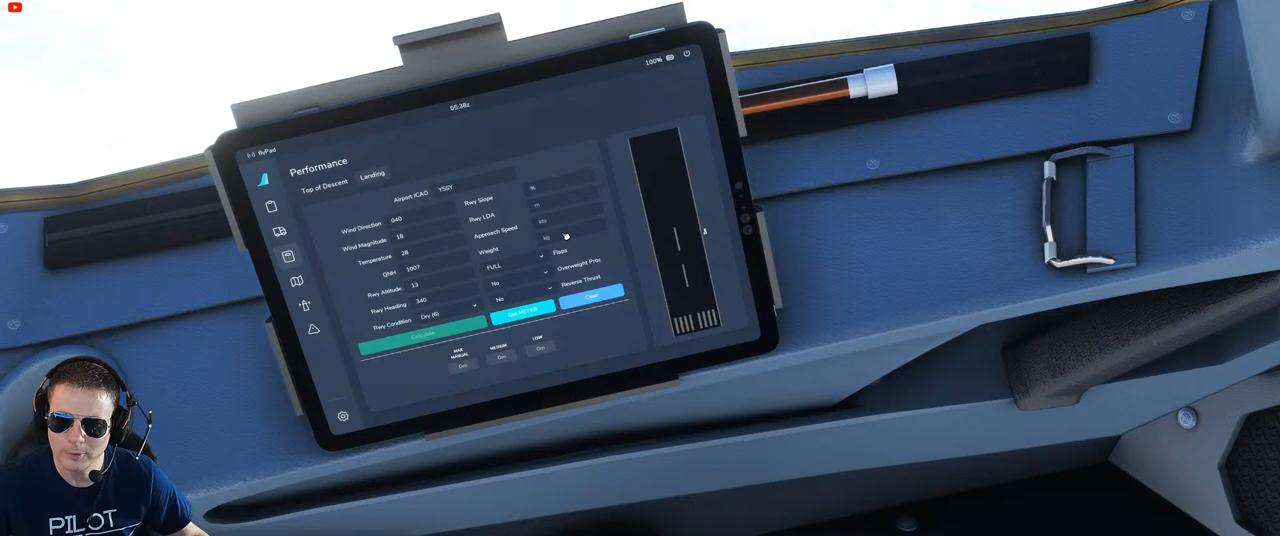 flyPad
05:38z
100%
Performance
Top of Descent Landing
Airport ICAO YSSY
Wind Direction 040 Rwy Slope %
Wind Magnitude 18 Rwy LDA m
Temperature 28 Approach Speed kts
QNH 1007 Weight kg
Rwy Altitude 13 FULL Flaps
Rwy Heading 340 No Overweight Proc
Rwy Condition Dry (6) No Reverse Thrust
Calculate Get METAR Clear
MAX MANUAL MEDIUM LOW
0m 0m 0m
PILOT